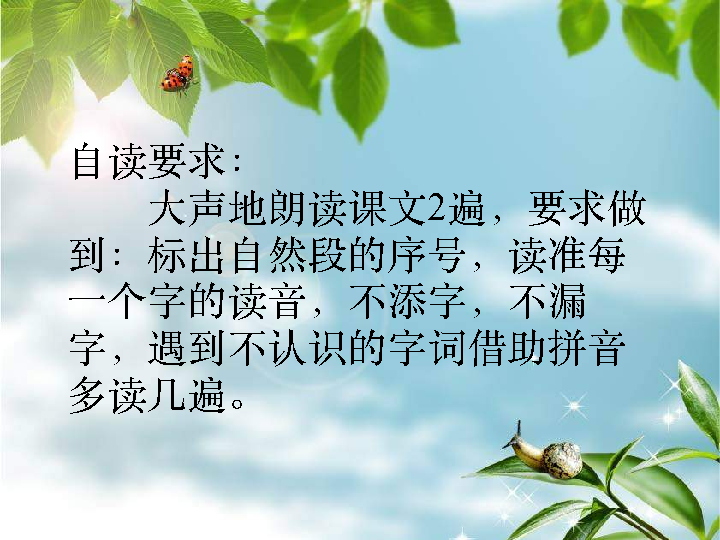 自读要求：
大声地朗读课文2遍，要求做
到：标出自然段的序号，读准每
一个字的读音，不添字，不漏
字，遇到不认识的字词借助拼音
多读几遍。